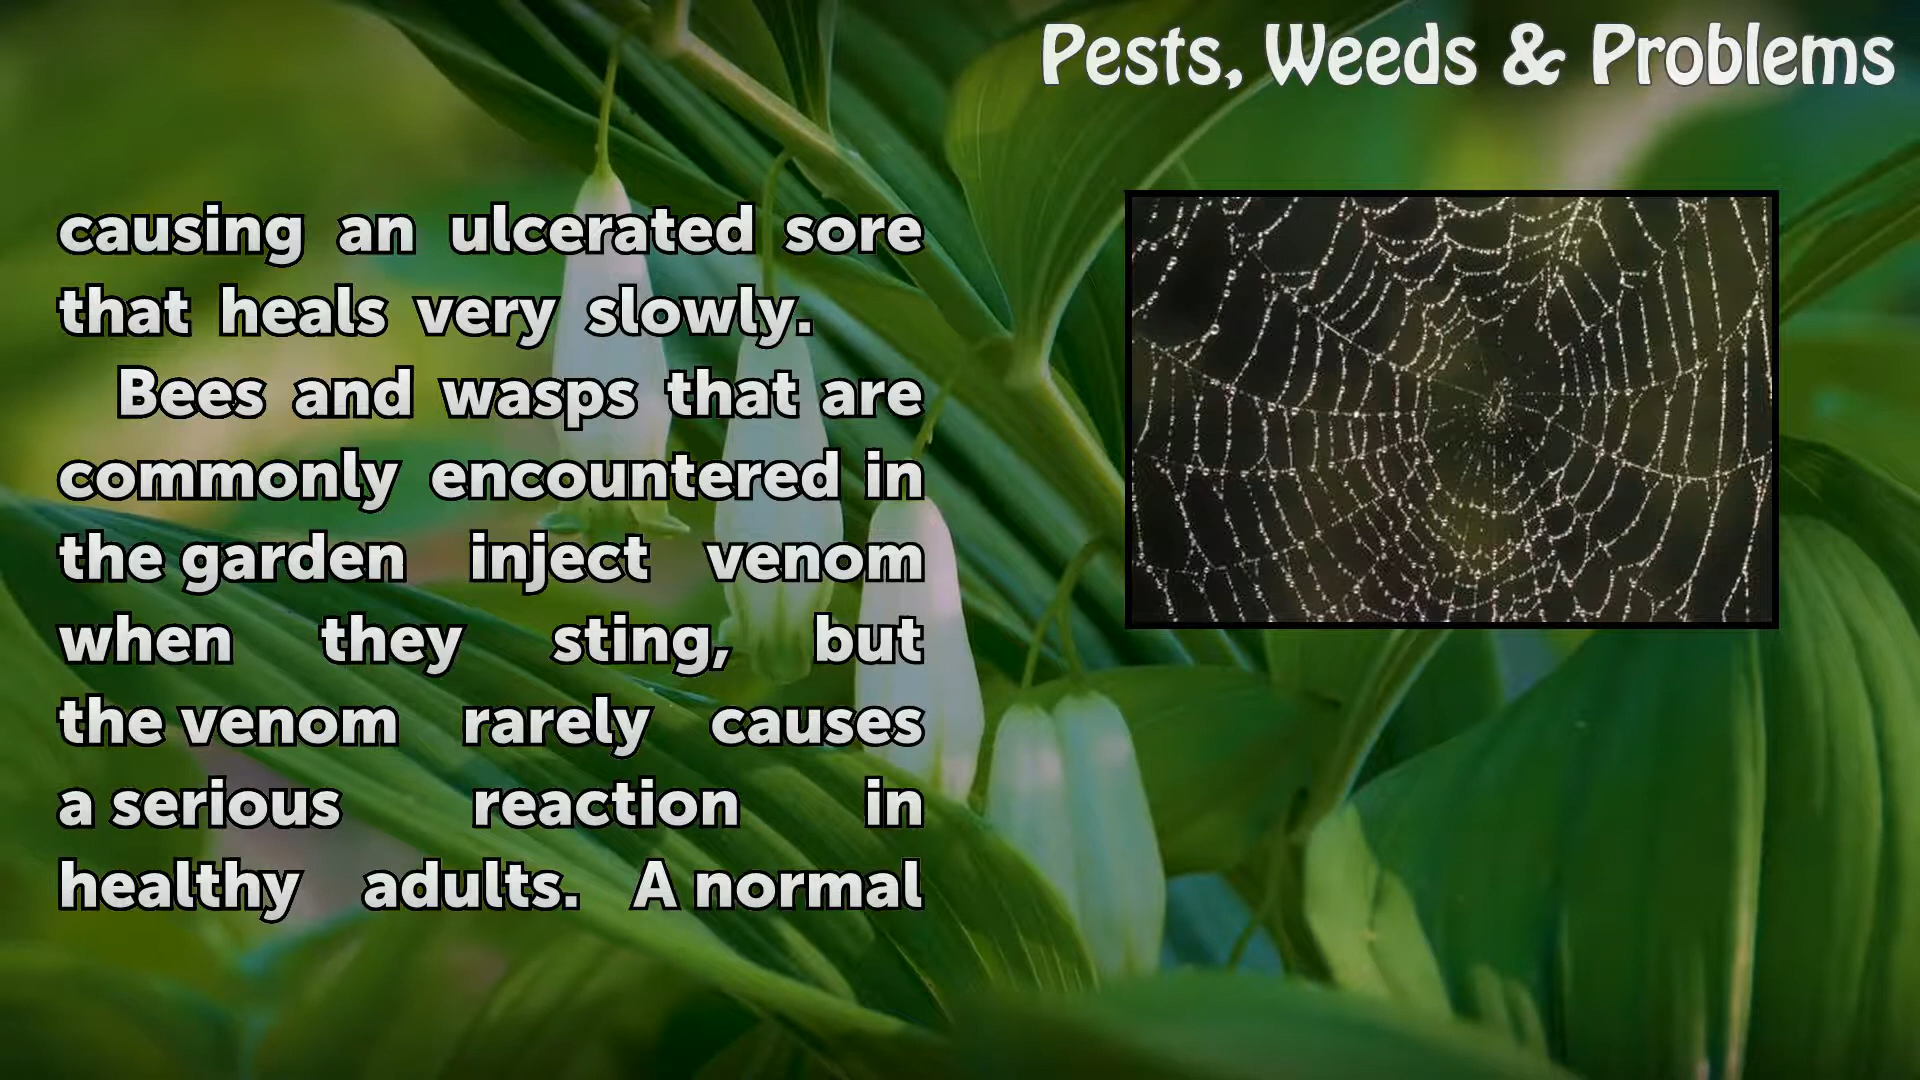 Pests, Weeds & Problems
causing an ulcerated sore
that heals very slowly.
Bees and wasps that are
commonly encountered in
the garden inject venom
when they sting, but
the venom rarely causes
a serious reaction in
healthy adults. A normal